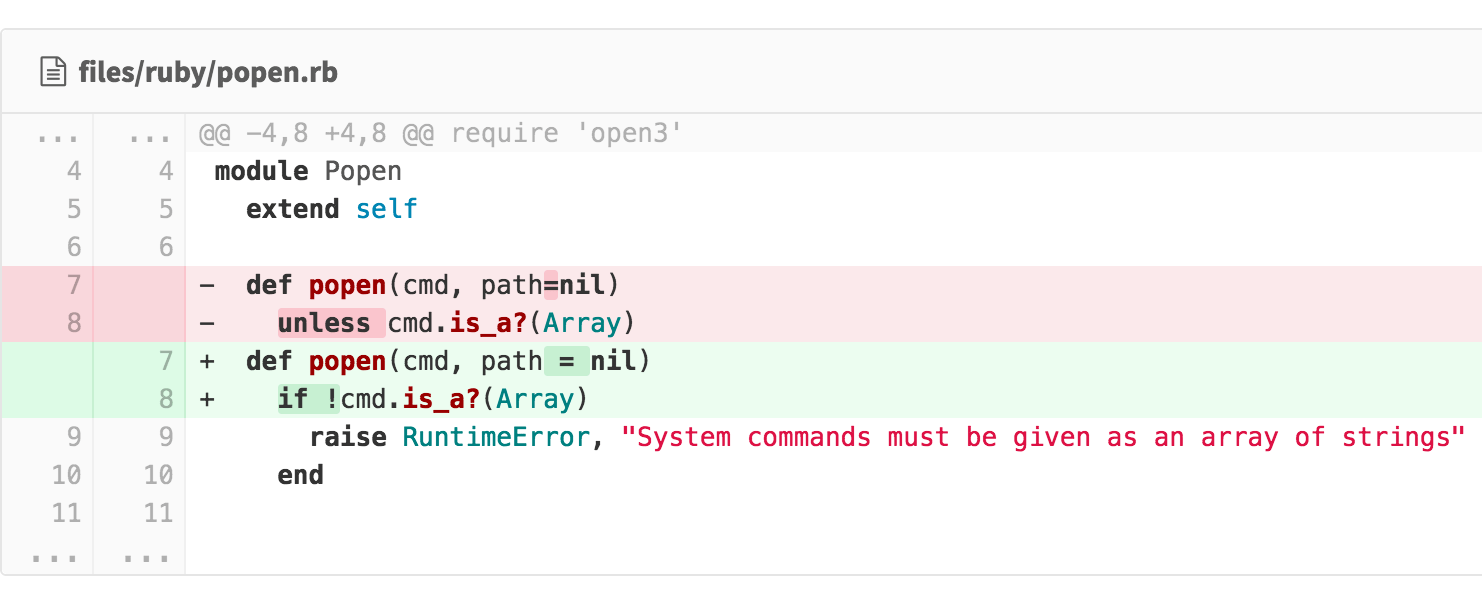 files/ruby/popen.rb
... ... @@ -4,8 +4,8 @@ require 'open3'
4 4 module Popen
5 5 extend self
6 6
7 - def popen(cmd, path=nil)
8 - unless cmd.is_a?(Array)
7 + def popen(cmd, path = nil)
8 + if !cmd.is_a?(Array)
9 9 raise RuntimeError, "System commands must be given as an array of strings"
10 10 end
11 11
... ...